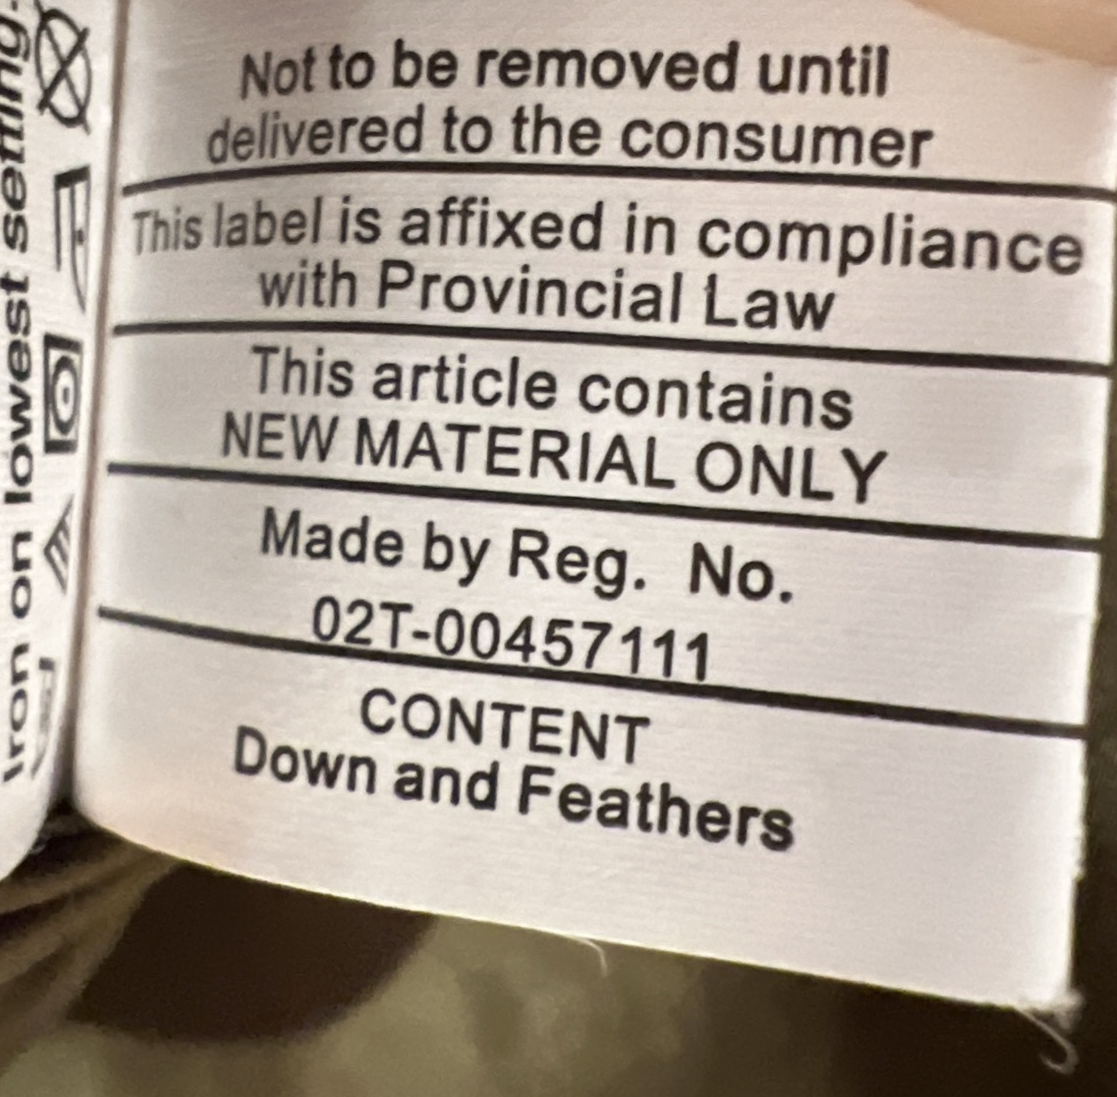 Not to be removed until
delivered to the consumer
This label is affixed in compliance
with Provincial Law
This article contains
NEW MATERIAL ONLY
Made by Reg. No.
02T-00457111
CONTENT
Down and Feathers
Iron on lowest setting.